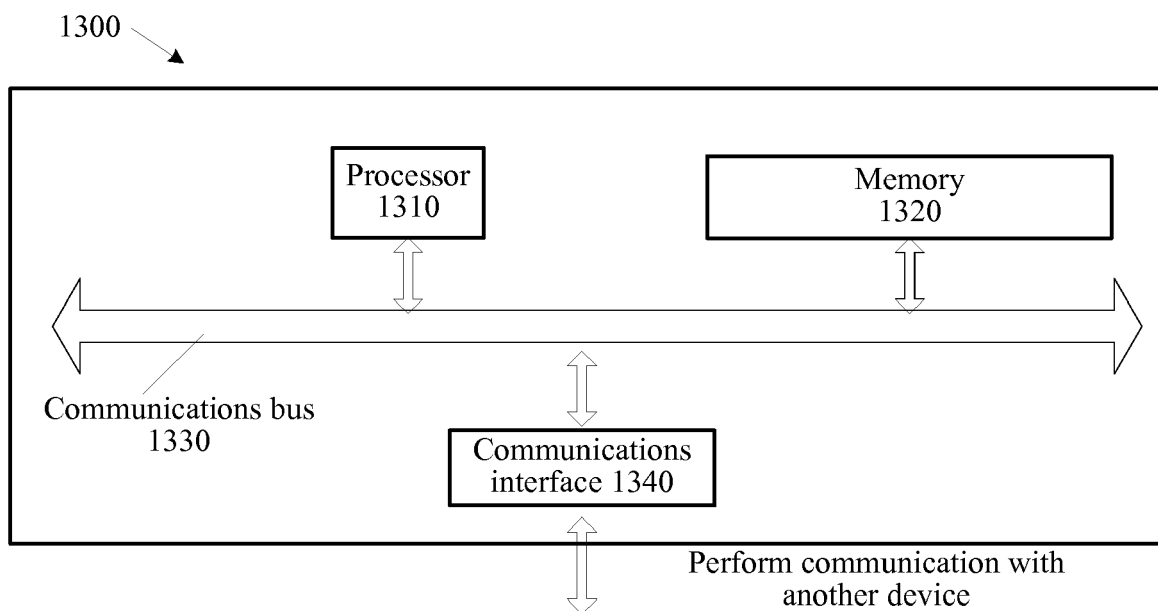 1300
Processor
1310
Memory
1320
Communications bus
1330
Communications
interface 1340
Perform communication with
another device